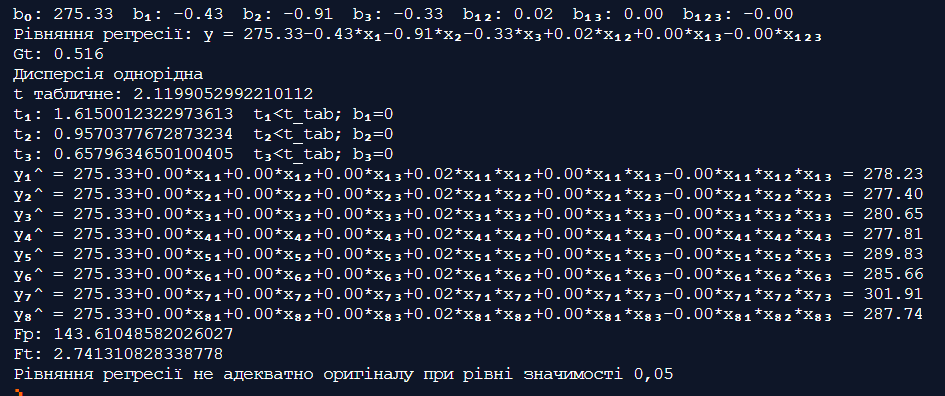 b₀: 275.33  b₁: -0.43  b₂: -0.91  b₃: -0.33  b₁₂: 0.02  b₁₃: 0.00  b₁₂₃: -0.00
Рівняння регресії: y = 275.33-0.43*x₁-0.91*x₂-0.33*x₃+0.02*x₁₂+0.00*x₁₃-0.00*x₁₂₃
Gt: 0.516
Дисперсія однорідна
t табличне: 2.1199052992210112
t₁: 1.6150012322973613  t₁<t_tab; b₁=0
t₂: 0.9570377672873234  t₂<t_tab; b₂=0
t₃: 0.6579634650100405  t₃<t_tab; b₃=0
y₁^ = 275.33+0.00*x₁₁+0.00*x₁₂+0.00*x₁₃+0.02*x₁₁*x₁₂+0.00*x₁₁*x₁₃-0.00*x₁₁*x₁₂*x₁₃ = 278.23
y₂^ = 275.33+0.00*x₂₁+0.00*x₂₂+0.00*x₂₃+0.02*x₂₁*x₂₂+0.00*x₂₁*x₂₃-0.00*x₂₁*x₂₂*x₂₃ = 277.40
y₃^ = 275.33+0.00*x₃₁+0.00*x₃₂+0.00*x₃₃+0.02*x₃₁*x₃₂+0.00*x₃₁*x₃₃-0.00*x₃₁*x₃₂*x₃₃ = 280.65
y₄^ = 275.33+0.00*x₄₁+0.00*x₄₂+0.00*x₄₃+0.02*x₄₁*x₄₂+0.00*x₄₁*x₄₃-0.00*x₄₁*x₄₂*x₄₃ = 277.81
y₅^ = 275.33+0.00*x₅₁+0.00*x₅₂+0.00*x₅₃+0.02*x₅₁*x₅₂+0.00*x₅₁*x₅₃-0.00*x₅₁*x₅₂*x₅₃ = 289.83
y₆^ = 275.33+0.00*x₆₁+0.00*x₆₂+0.00*x₆₃+0.02*x₆₁*x₆₂+0.00*x₆₁*x₆₃-0.00*x₆₁*x₆₂*x₆₃ = 285.66
y₇^ = 275.33+0.00*x₇₁+0.00*x₇₂+0.00*x₇₃+0.02*x₇₁*x₇₂+0.00*x₇₁*x₇₃-0.00*x₇₁*x₇₂*x₇₃ = 301.91
y₈^ = 275.33+0.00*x₈₁+0.00*x₈₂+0.00*x₈₃+0.02*x₈₁*x₈₂+0.00*x₈₁*x₈₃-0.00*x₈₁*x₈₂*x₈₃ = 287.74
Fp: 143.61048582026027
Ft: 2.741310828338778
Рівняння регресії не адекватно оригіналу при рівні значимості 0,05